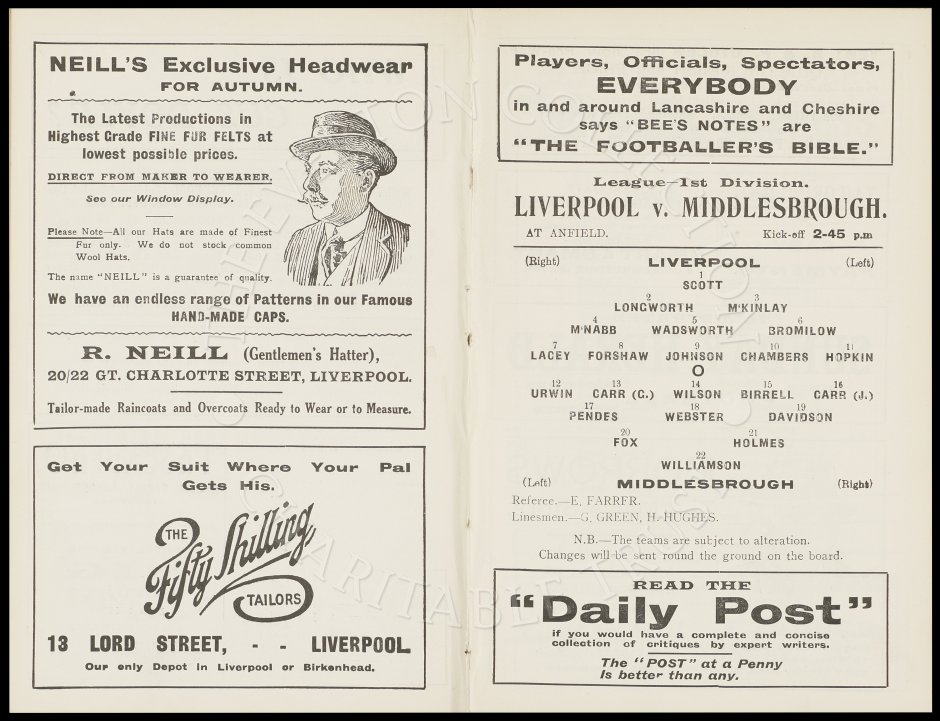 NEILL'S Exclusive Headwear
FOR AUTUMN.
The Latest Productions in
Highest Grade FINE FUR FELTS at
lowest possible prices.
DIRECT FROM MAKER TO WEARER.
See our Window Display.
Please Note—All our Hats are made of Finest
Fur only. We do not stock common
Wool Hats.
The name "NEILL" is a guarantee of quality.
We have an endless range of Patterns in our Famous
HAND-MADE CAPS.
R. NEILL (Gentlemen's Hatter),
20/22 GT. CHARLOTTE STREET, LIVERPOOL.
Tailor-made Raincoats and Overcoats Ready to Wear or to Measure.
Get Your Suit Where Your Pal
Gets His.
THE
Fifty Shilling
TAILORS
13 LORD STREET, - - LIVERPOOL
Our only Depot in Liverpool or Birkenhead.
Players, Officials, Spectators,
EVERYBODY
in and around Lancashire and Cheshire
says "BEE'S NOTES" are
"THE FOOTBALLER'S BIBLE."
League—1st Division.
LIVERPOOL v. MIDDLESBROUGH.
AT ANFIELD. Kick-off 2-45 p.m
(Right) LIVERPOOL (Left)
1
SCOTT
2 3
LONGWORTH M'KINLAY
4 5 6
M'NABB WADSWORTH BROMILOW
7 8 9 10 11
LACEY FORSHAW JOHNSON CHAMBERS HOPKIN
O
12 13 14 15 16
URWIN CARR (C.) WILSON BIRRELL CARR (J.)
17 18 19
PENDES WEBSTER DAVIDSON
20 21
FOX HOLMES
22
WILLIAMSON
(Left) MIDDLESBROUGH (Right)
Referee.—E. FARRFR.
Linesmen.—G. GREEN, H. HUGHES.
N.B.—The teams are subject to alteration.
Changes will be sent round the ground on the board.
READ THE
"Daily Post"
if you would have a complete and concise
collection of critiques by expert writers.
The "POST" at a Penny
Is better than any.
THE EVERTON COLLECTION
CHARITABLE TRUST